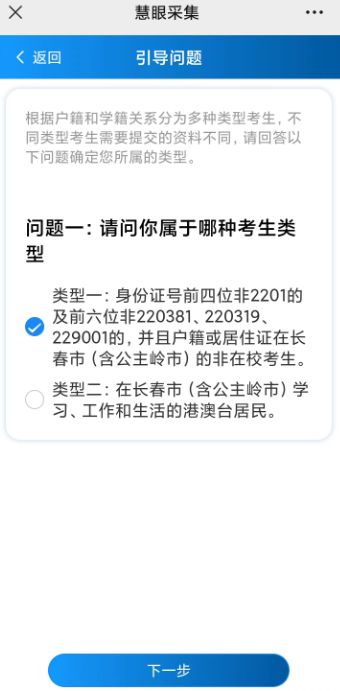 慧眼采集
返回
引导问题
根据户籍和学籍关系分为多种类型考生，不
同类型考生需要提交的资料不同，请回答以
下问题确定您所属的类型。
问题一：请问你属于哪种考生类
型
类型一：身份证号前四位非2201的
及前六位非220381、220319、
229001的，并且户籍或居住证在长
春市（含公主岭市）的非在校考生。
类型二：在长春市（含公主岭市）学
习、工作和生活的港澳台居民。
下一步